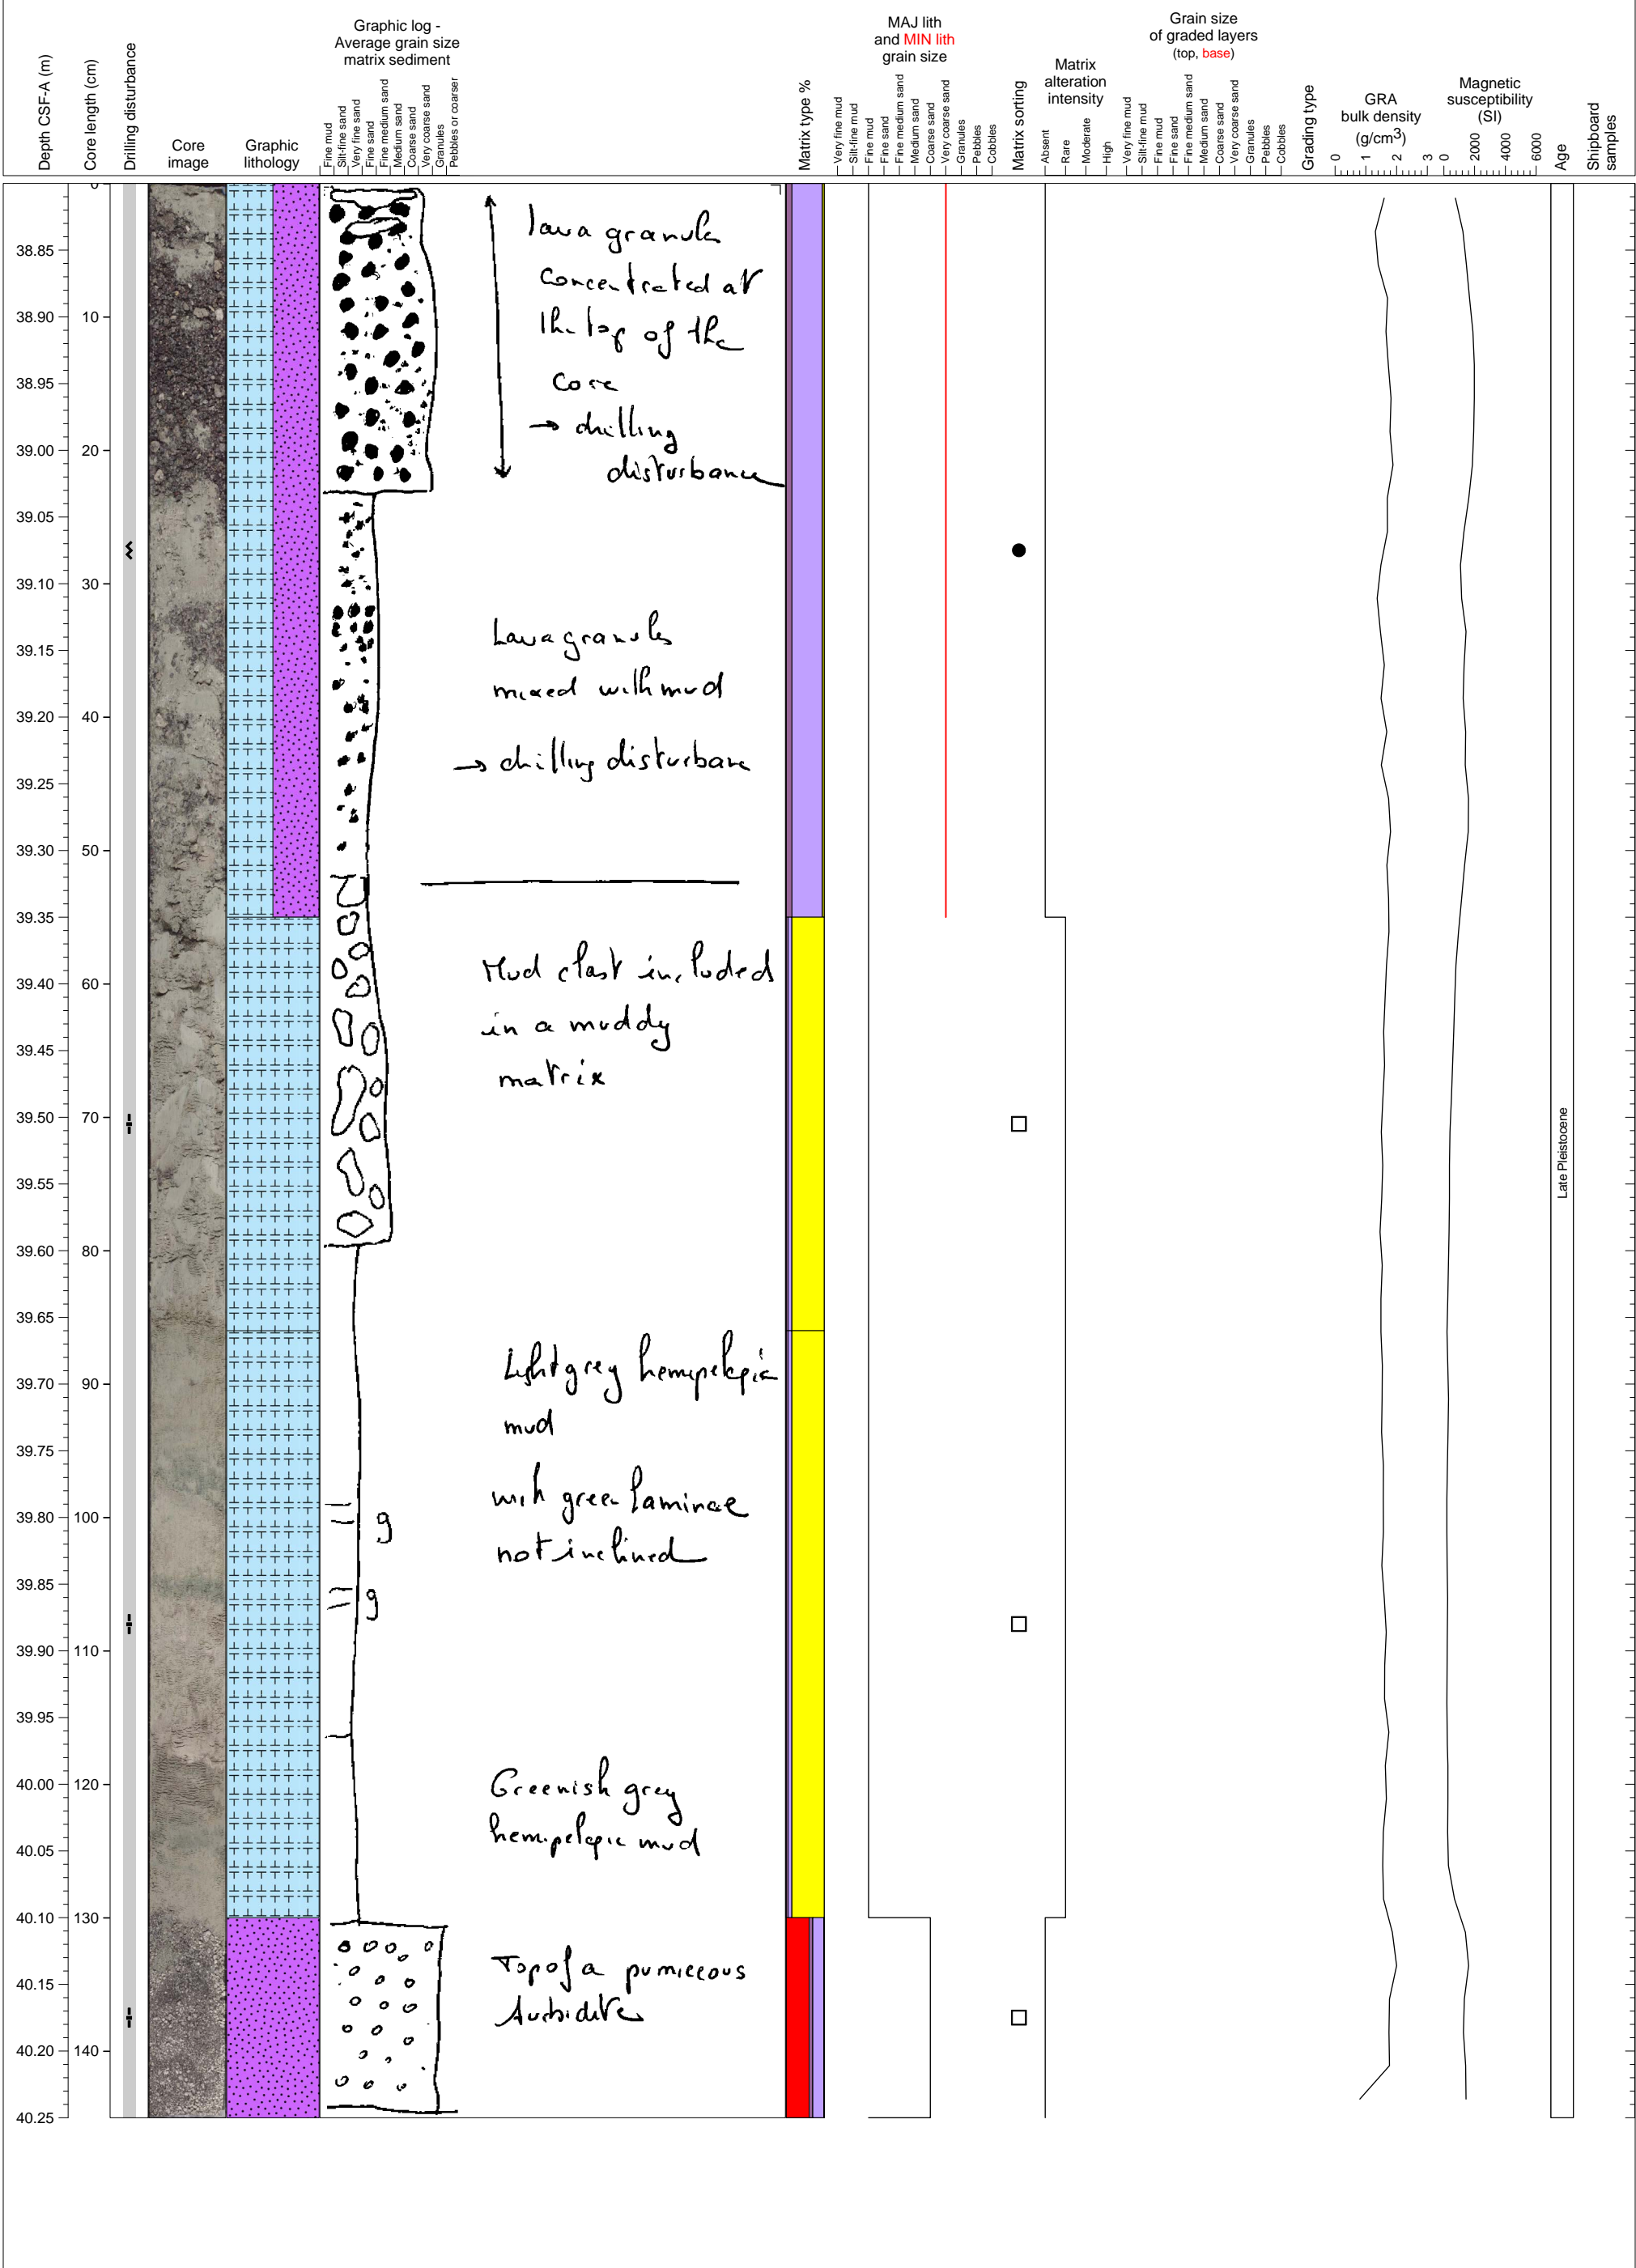 Depth CSF-A (m)
Core length (cm)
Drilling disturbance
Core
image
Graphic
lithology
Graphic log -
Average grain size
matrix sediment
Fine mud
Silt-fine sand
Very fine sand
Fine sand
Fine medium sand
Medium sand
Coarse sand
Very coarse sand
Granules
Pebbles or coarser
Matrix type %
MAJ lith
and MIN lith
grain size
Very fine mud
Silt-fine mud
Fine mud
Fine sand
Fine medium sand
Medium sand
Coarse sand
Very coarse sand
Granules
Pebbles
Cobbles
Matrix sorting
Matrix
alteration
intensity
Absent
Rare
Moderate
High
Grain size
of graded layers
(top, base)
Very fine mud
Silt-fine mud
Fine mud
Fine sand
Fine medium sand
Medium sand
Coarse sand
Very coarse sand
Granules
Pebbles
Cobbles
Grading type
GRA
bulk density
(g/cm3)
0 1 2 3
Magnetic
susceptibility
(SI)
0 2000 4000 6000
Age
Shipboard
samples
0
38.85
38.90 10
38.95
39.00 20
39.05
39.10 30
39.15
39.20 40
39.25
39.30 50
39.35
39.40 60
39.45
39.50 70
39.55
39.60 80
39.65
39.70 90
39.75
39.80 100
39.85
39.90 110
39.95
40.00 120
40.05
40.10 130
40.15
40.20 140
40.25
lava granules
concentrated at
the top of the
core
→ drilling
disturbance
Lava granules
mixed with mud
→ drilling disturbance
Mud clast included
in a muddy
matrix
Light grey hemipelagic
mud
with green laminae
not inclined
g
g
Greenish grey
hemipelagic mud
Top of a pumiceous
turbidite
Late Pleistocene